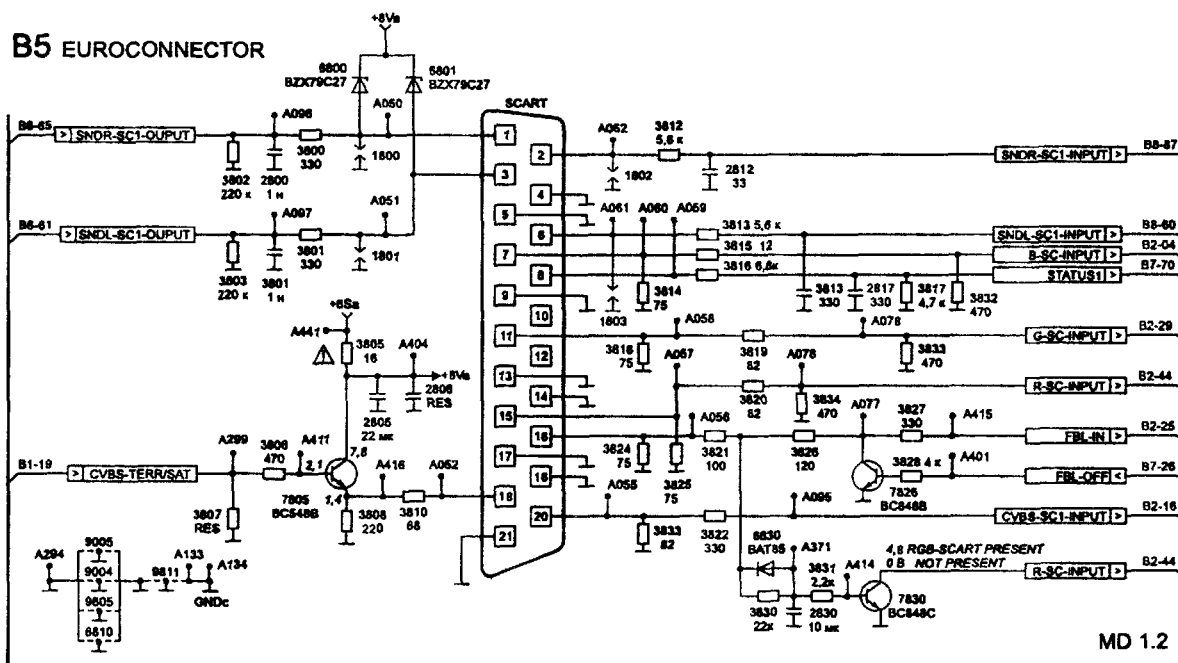 B5 EUROCONNECTOR
+8Va
6800
BZX79C27
6801
BZX79C27
SCART
B6-65
> SNDR-SC1-OUPUT
A096
A050
3802
220 к
2800
1 н
3800
330
1800
B6-61
> SNDL-SC1-OUPUT
A097
A051
3803
220 к
3801
1 н
3801
330
1801
+8Sa
A441
3805
16
A404
+8Va
2805
22 мк
2806
RES
B1-19
> CVBS-TERR/SAT
A299
3806
470
A411
2,1
7,8
1,4
7805
BC548B
A416
A052
3807
RES
3808
220
3810
68
A294
9005
9004
9605
6810
9811
A133
A134
GNDc
1
2
3
4
5
6
7
8
9
10
11
12
13
14
15
16
17
16
18
20
21
A062
3812
5,6 к
1802
2812
33
SNDR-SC1-INPUT >
B8-87
A061
A060
A059
3813 5,6 к
3815 12
3816 6,8к
SNDL-SC1-INPUT >
B8-60
B-SC-INPUT >
B2-04
STATUS1 >
B7-70
1803
3814
75
3813
330
2817
330
3817
4,7 к
3832
470
A058
A078
3818
75
3819
82
3833
470
G-SC-INPUT >
B2-29
A057
A076
3820
82
3834
470
R-SC-INPUT >
B2-44
A056
A077
3827
330
A415
FBL-IN >
B2-25
3624
75
3821
100
3825
75
3826
120
3828 4 к
A401
7826
BC848B
FBL-OFF <
B7-26
A055
A095
3833
82
3822
330
CVBS-SC1-INPUT >
B2-16
6830
BAT85
A371
3831
2,2к
A414
3830
22к
2830
10 мк
7830
BC848C
4,8 RGB-SCART PRESENT
0 В NOT PRESENT
R-SC-INPUT >
B2-44
MD 1.2